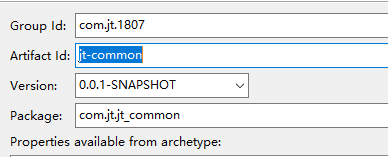 Group Id: com.jt.1807
Artifact Id: jt-common
Version: 0.0.1-SNAPSHOT
Package: com.jt.jt_common
Properties available from archetype: